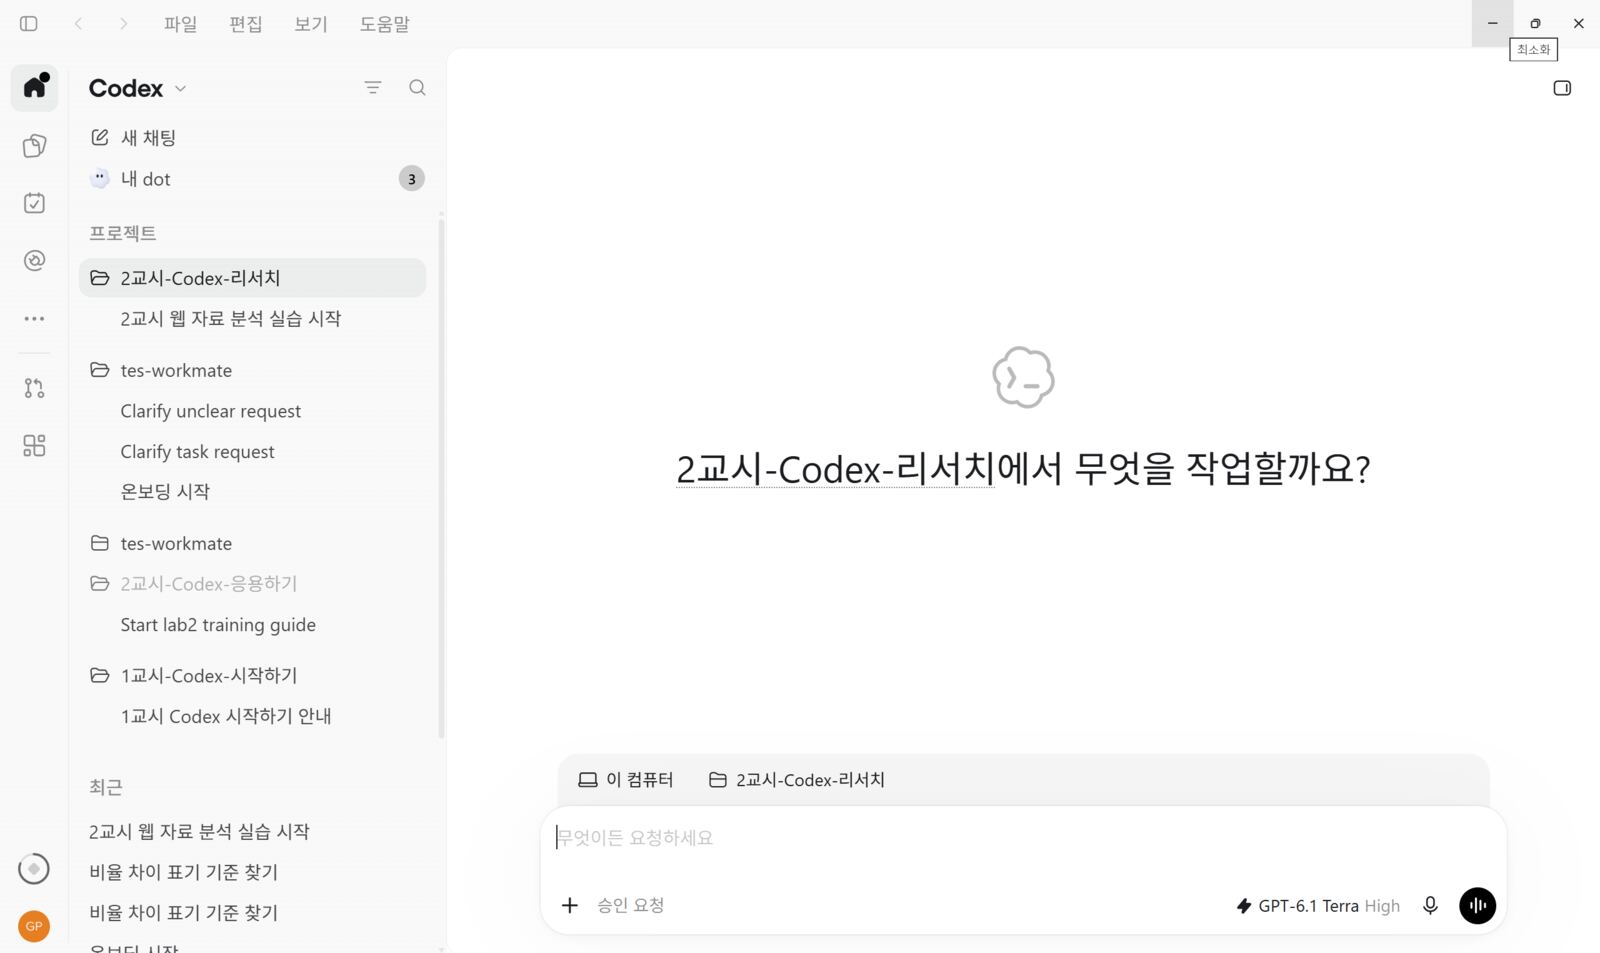 파일 편집 보기 도움말
최소화
Codex
새 채팅
내 dot 3
프로젝트
2교시-Codex-리서치
2교시 웹 자료 분석 실습 시작
tes-workmate
Clarify unclear request
Clarify task request
온보딩 시작
tes-workmate
2교시-Codex-응용하기
Start lab2 training guide
1교시-Codex-시작하기
1교시 Codex 시작하기 안내
최근
2교시 웹 자료 분석 실습 시작
비율 차이 표기 기준 찾기
비율 차이 표기 기준 찾기
온보딩 시작
GP
2교시-Codex-리서치에서 무엇을 작업할까요?
이 컴퓨터 2교시-Codex-리서치
무엇이든 요청하세요
승인 요청 GPT-6.1 Terra High